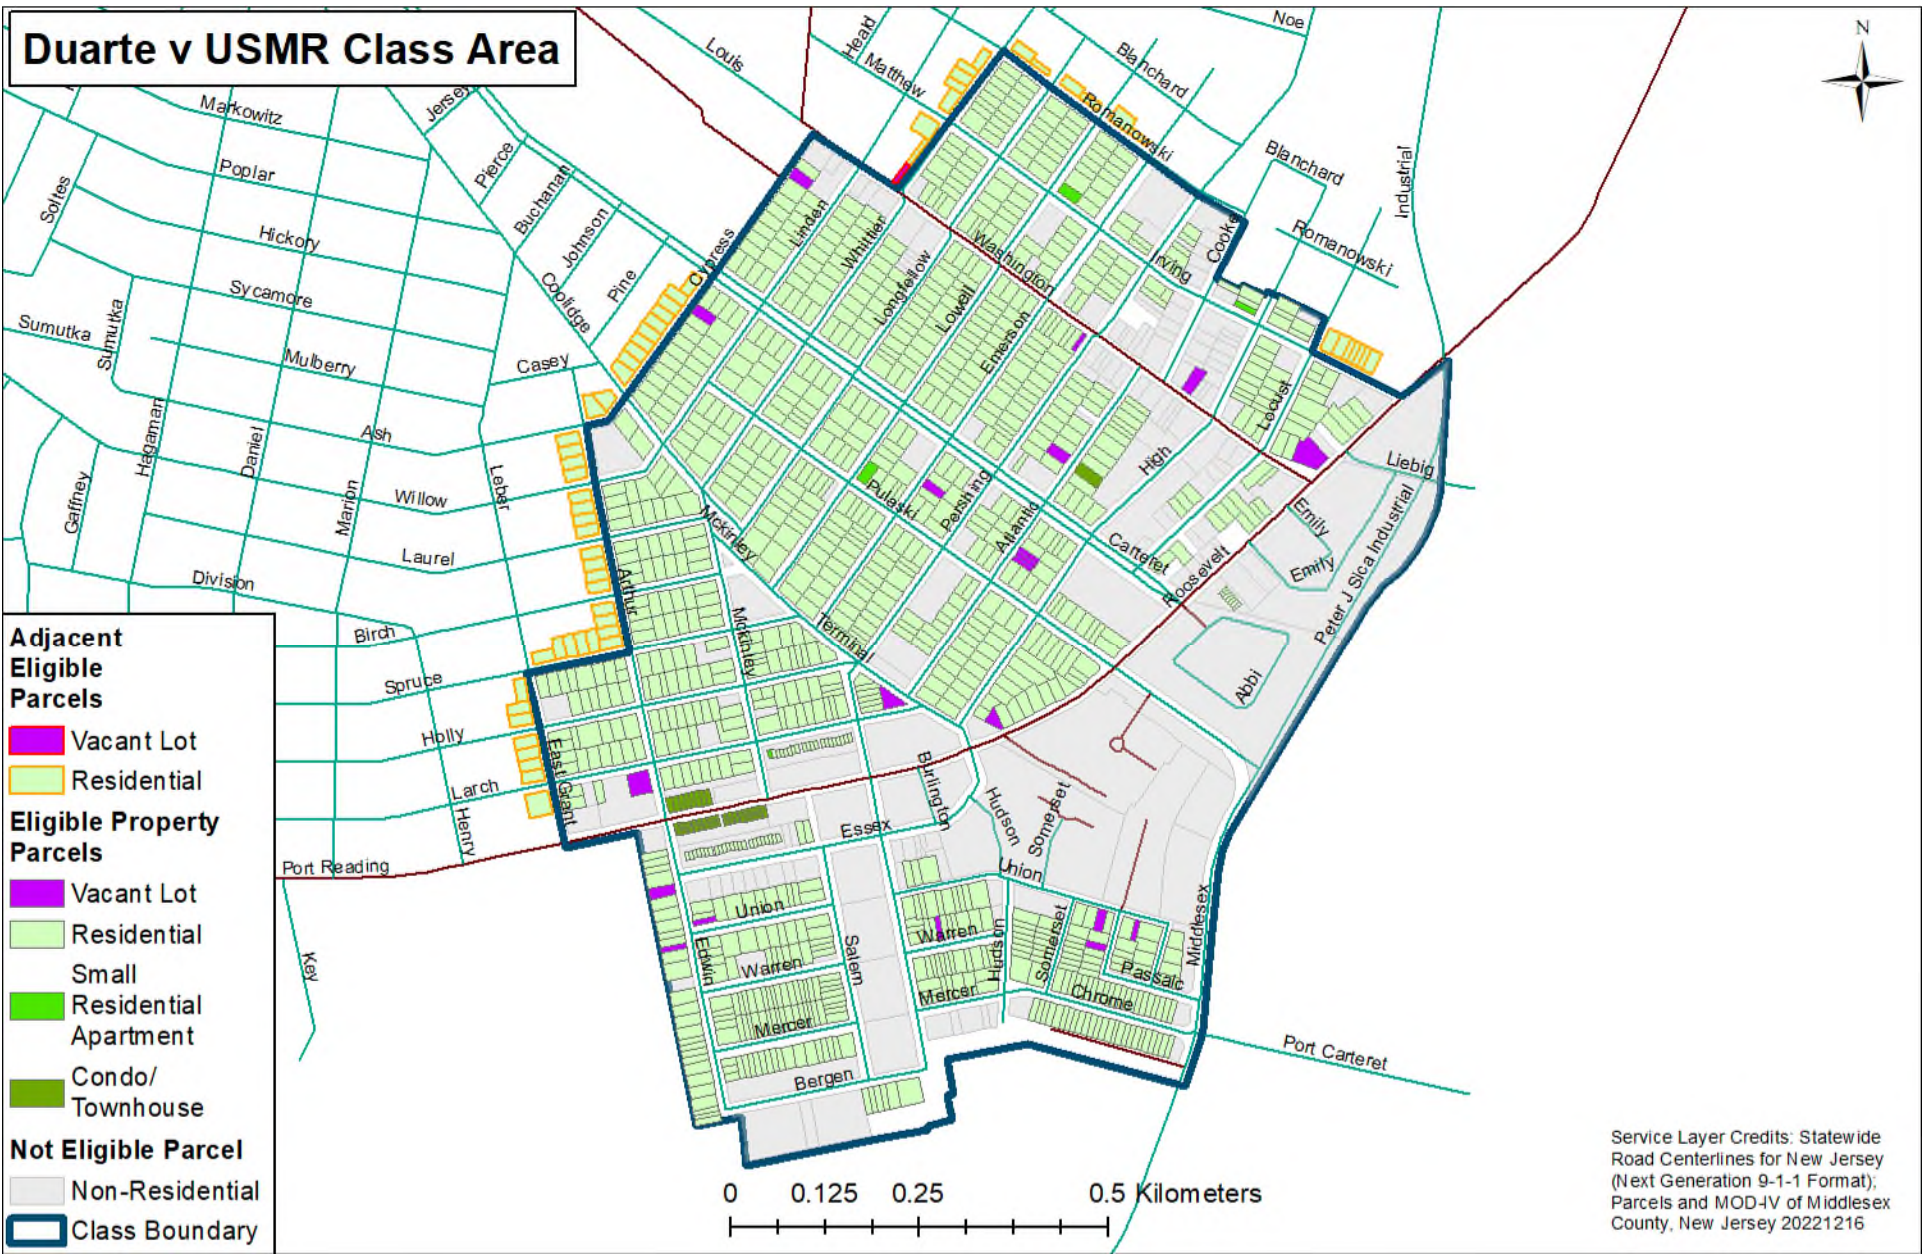 Duarte v USMR Class Area
N
Noe
Heald
Louis
Matthew
Blanchard
Romanowski
Blanchard
Industrial
Romanowski
Cooke
Irving
Washington
Jersey
Markowitz
Pierce
Poplar
Buchanan
Soltes
Hickory
Johnson
Linden
Whittier
Cypress
Longfellow
Pine
Coolidge
Sycamore
Lowell
Emerson
Sumutka
Sumutka
Mulberry
Casey
Locust
Hagaman
Daniel
Ash
High
Liebig
Leber
Willow
Gaffney
Marion
Pulaski
Pershing
Atlantic
Mckinley
Emily
Peter J Sica Industrial
Laurel
Carteret
Emily
Roosevelt
Division
Arthur
Mckinley
Terminal
Birch
Abbi
Spruce
Holly
East Grant
Larch
Henry
Burlington
Hudson
Somerset
Essex
Port Reading
Union
Union
Middlesex
Key
Edwin
Warren
Salem
Warren
Hudson
Somerset
Passaic
Mercer
Chrome
Mercer
Bergen
Port Carteret
Adjacent
Eligible
Parcels
Vacant Lot
Residential
Eligible Property
Parcels
Vacant Lot
Residential
Small
Residential
Apartment
Condo/
Townhouse
Not Eligible Parcel
Non-Residential
Class Boundary
0 0.125 0.25 0.5 Kilometers
Service Layer Credits: Statewide
Road Centerlines for New Jersey
(Next Generation 9-1-1 Format);
Parcels and MOD-IV of Middlesex
County, New Jersey 20221216